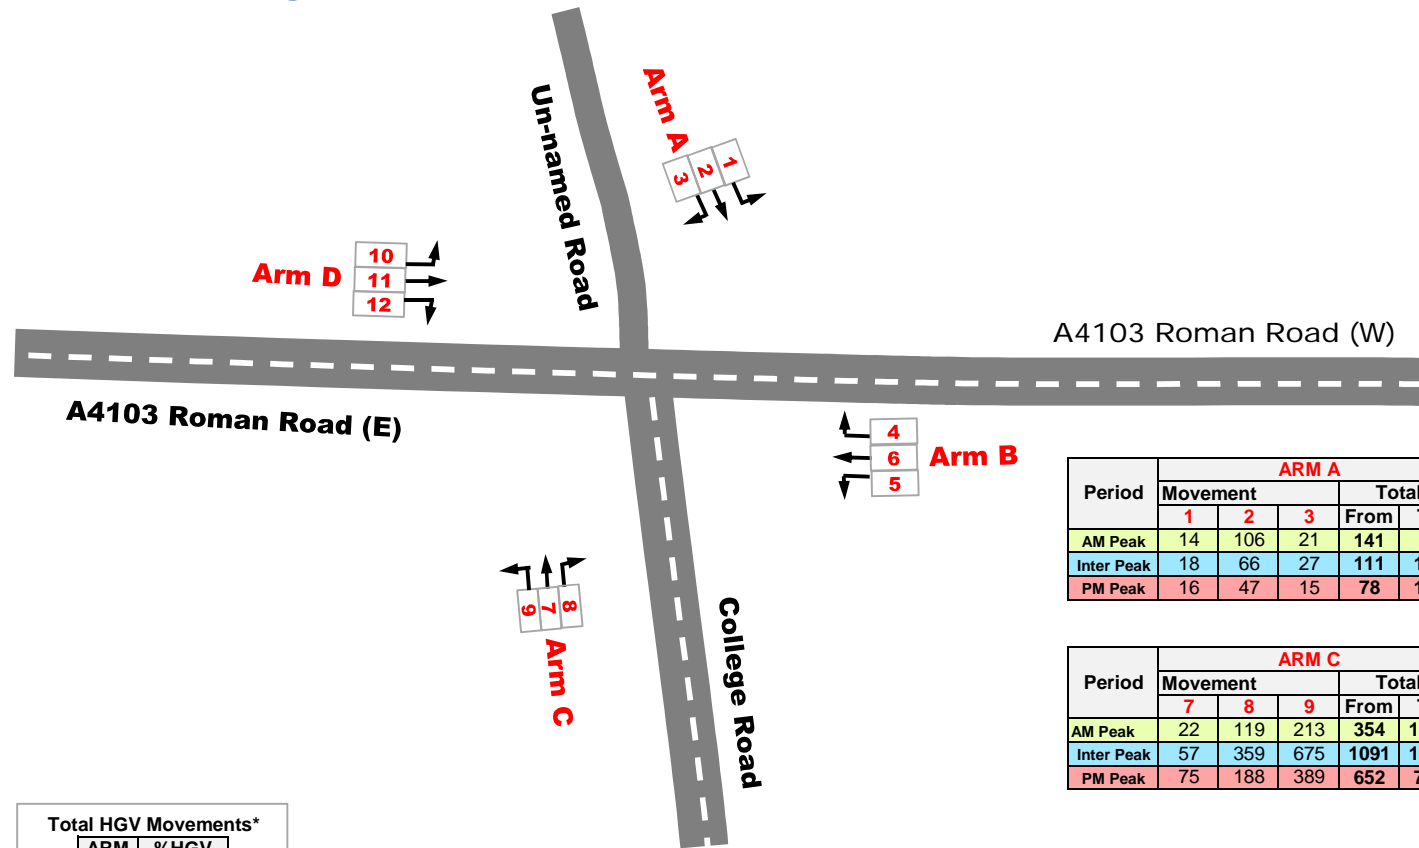 Arm A
Un-named Road
1
2
3
10
Arm D
11
12
A4103 Roman Road (W)
A4103 Roman Road (E)
4
6
Arm B
5
ARM A
Period
Movement
1 2 3 From
AM Peak 14 106 21 141
Inter Peak 18 66 27 111
PM Peak 16 47 15 78
9 7 8
Arm C
College Road
ARM C
Period
Movement
7 8 9 From
AM Peak 22 119 213 354
Inter Peak 57 359 675 1091
PM Peak 75 188 389 652
Total HGV Movements*
ARM %HGV